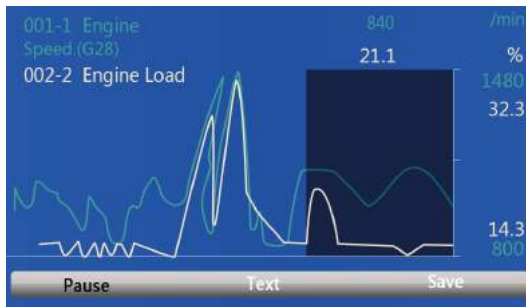 001-1 Engine 840 /min
Speed.(G28)
21.1 %
002-2 Engine Load
1480
32.3
14.3
800
Pause Text Save